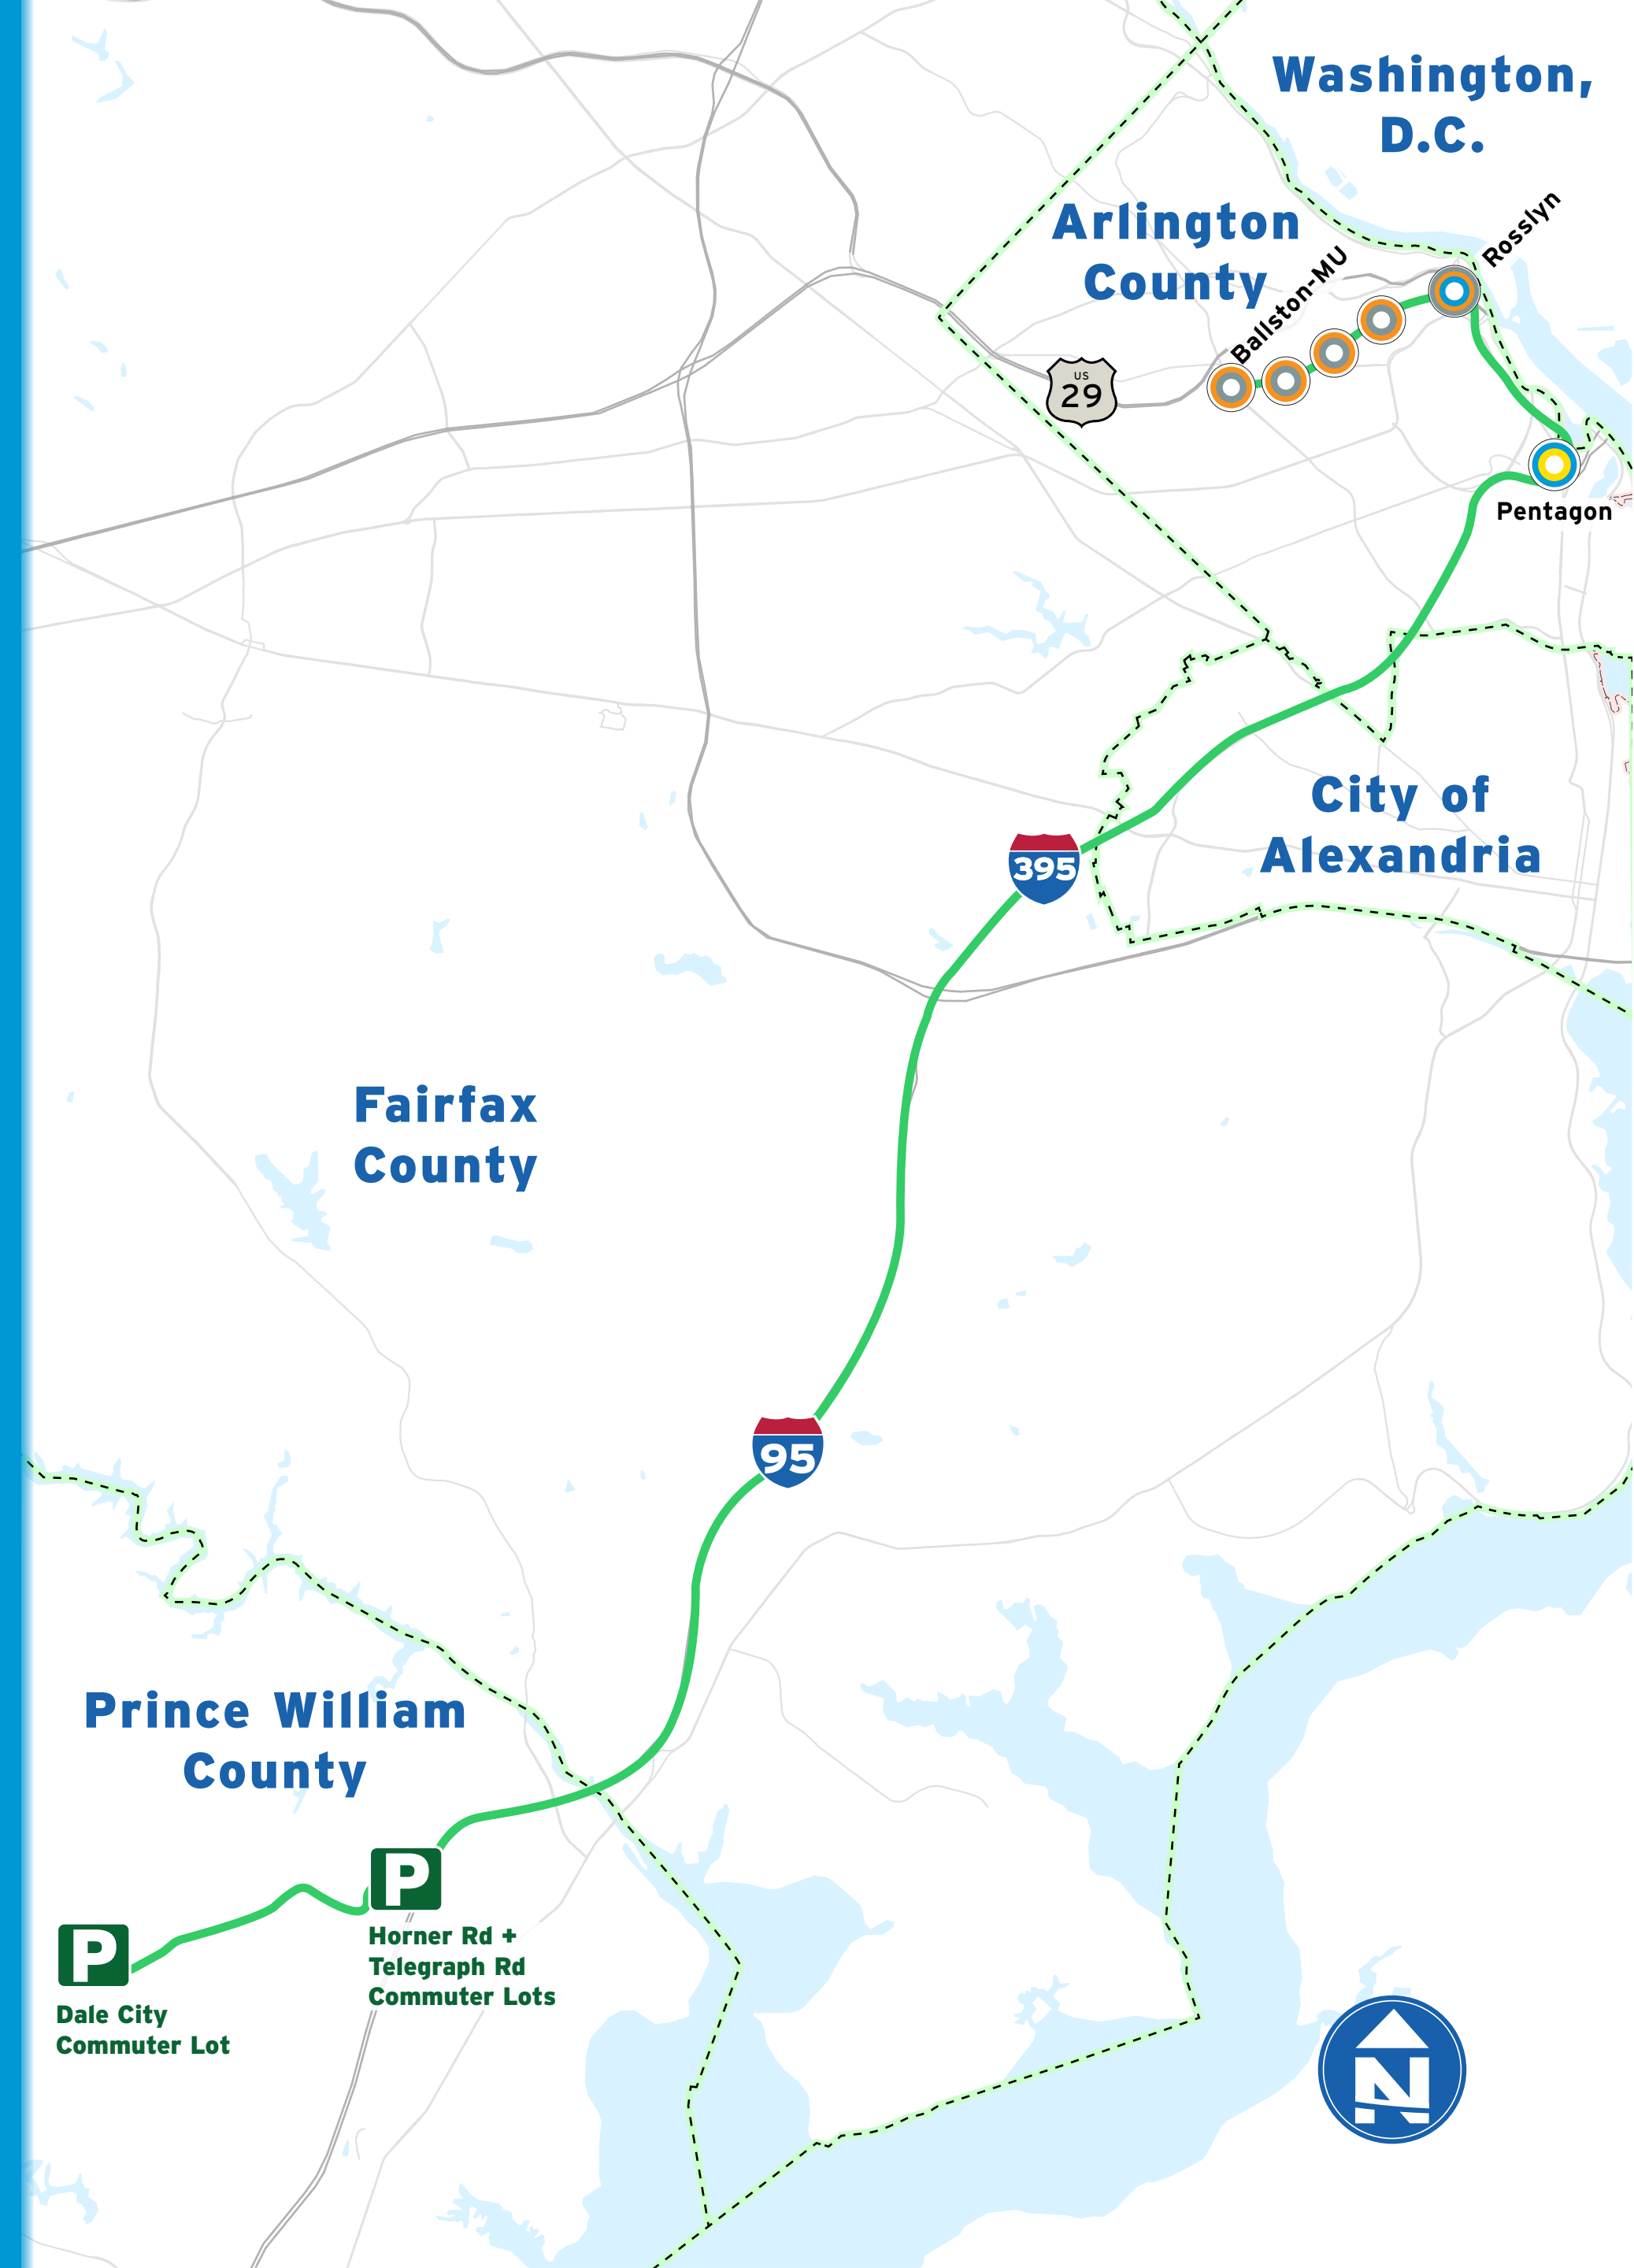 Washington,
D.C.
Arlington
County
Rosslyn
Ballston-MU
US
29
Pentagon
City of
Alexandria
395
Fairfax
County
95
Prince William
County
P
Horner Rd +
Telegraph Rd
Commuter Lots
P
Dale City
Commuter Lot
N